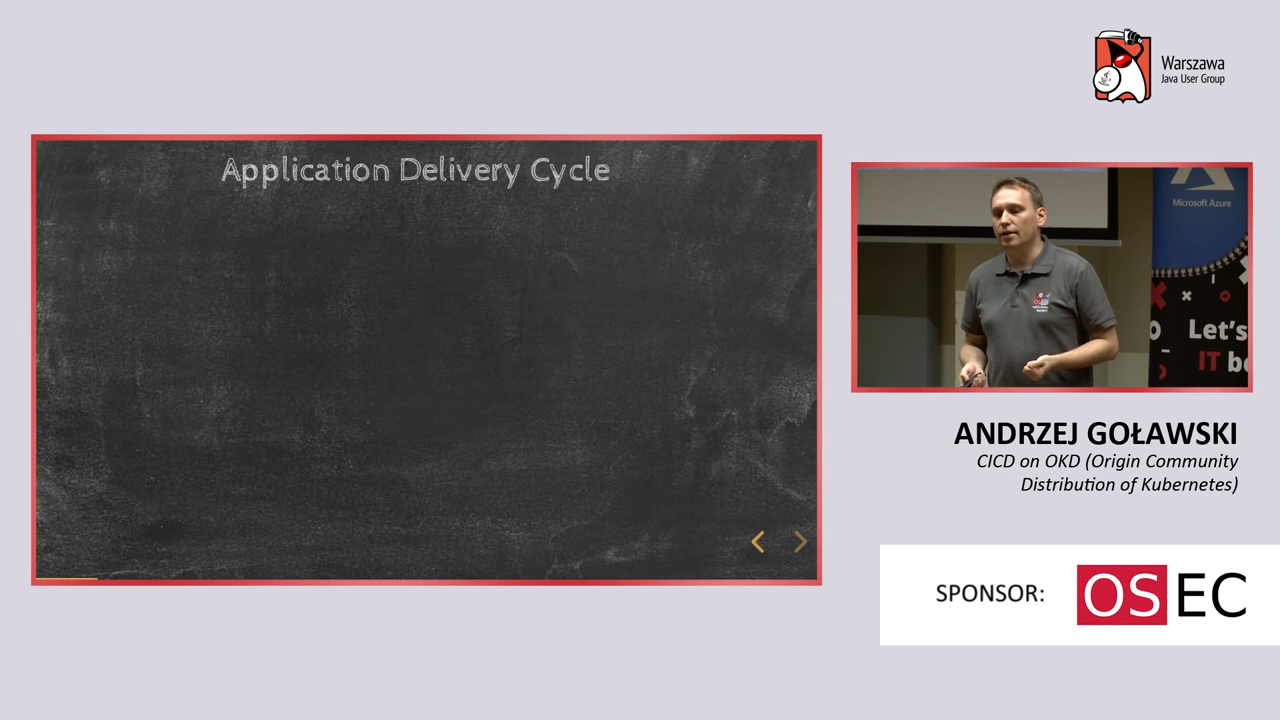 Warszawa
Java User Group
Application Delivery Cycle
Microsoft Azure
Let's
IT
ANDRZEJ GOŁAWSKI
CICD on OKD (Origin Community
Distribution of Kubernetes)
SPONSOR:
OSEC